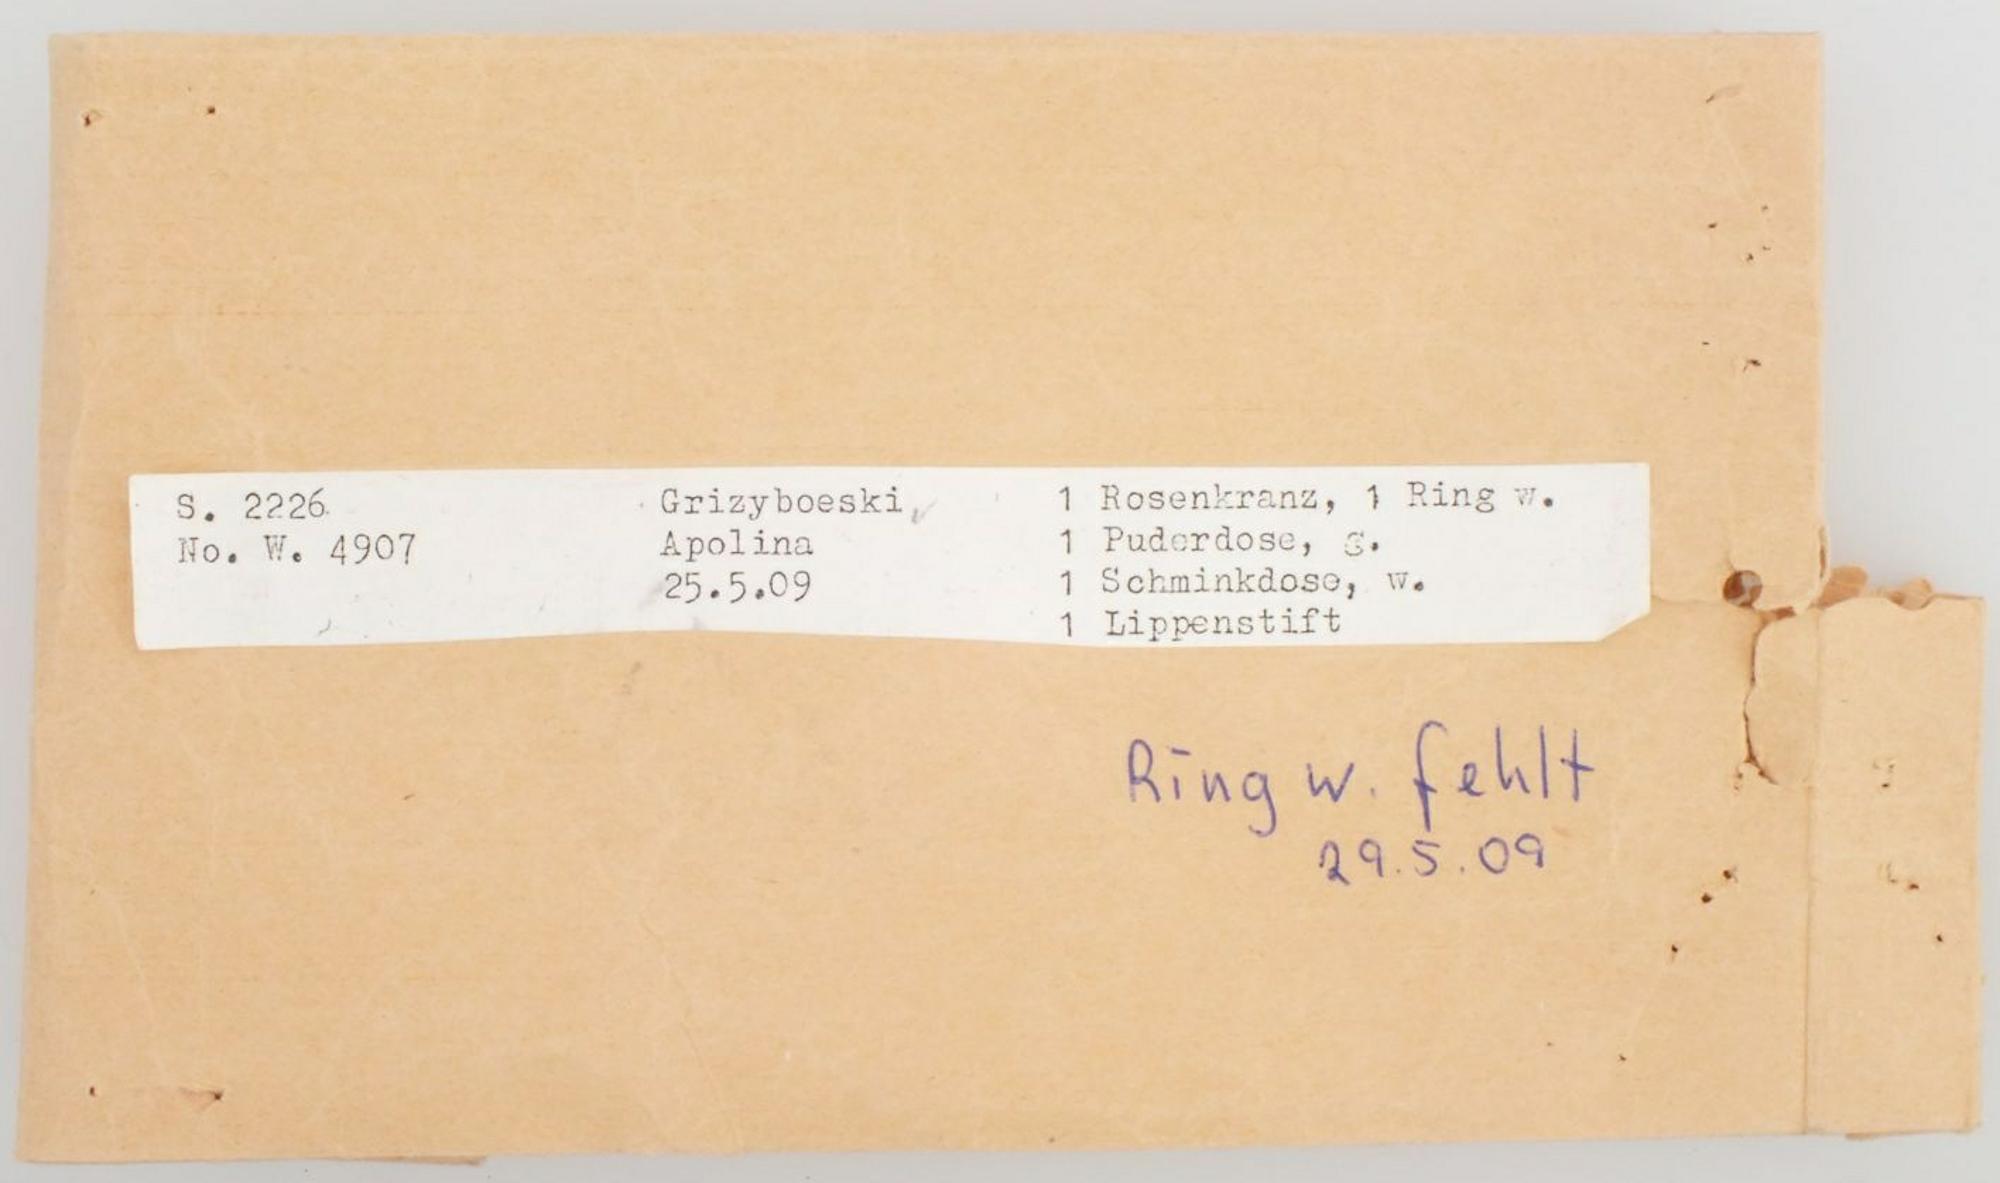 S. 2226
No. W. 4907
Grizyboeski
Apolina
25.5.09
1 Rosenkranz, 1 Ring w.
1 Puderdose, g.
1 Schminkdose, w.
1 Lippenstift
Ring w. fehlt
29.5.09